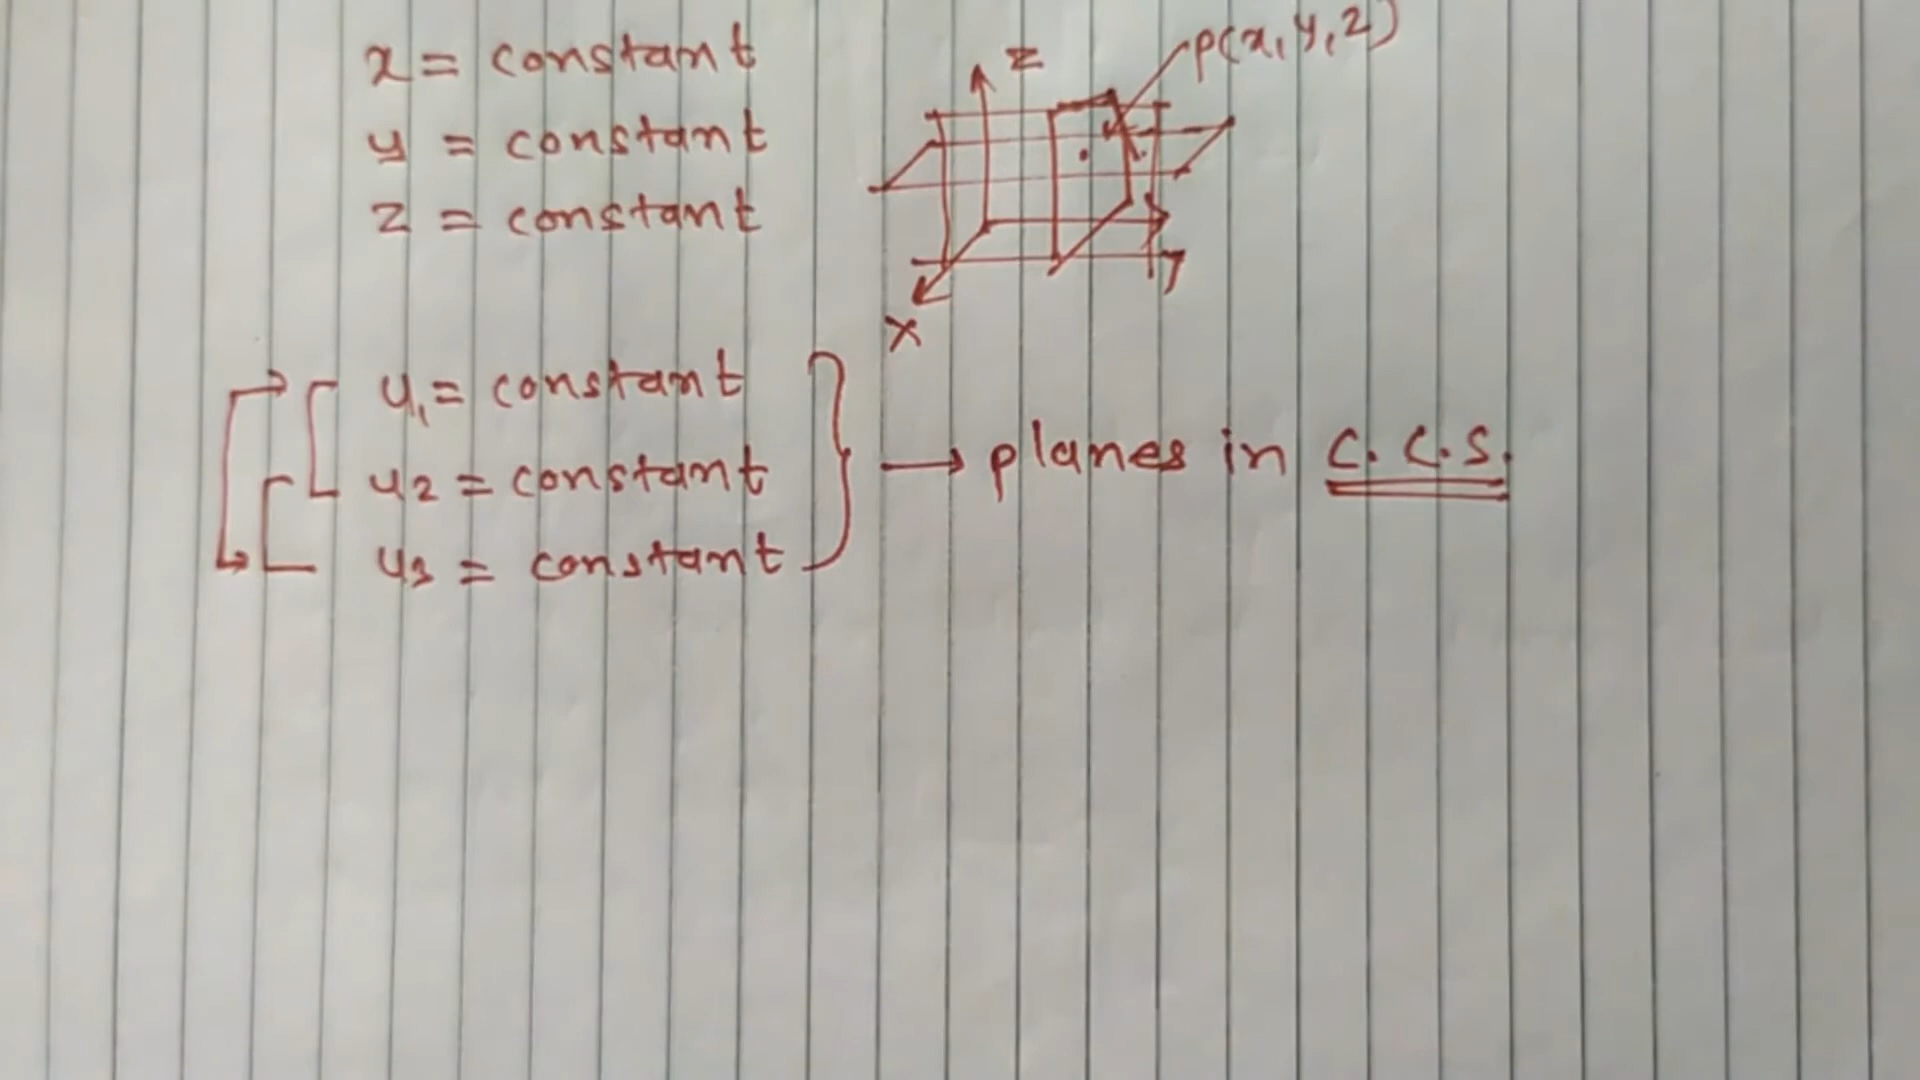 x = constant
y = constant
z = constant
z
P(x, y, z)
y
x
u1 = constant
u2 = constant
u3 = constant
→ planes in C.C.S.